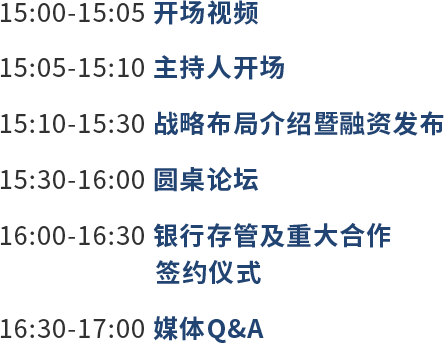 15:00-15:05 开场视频
15:05-15:10 主持人开场
15:10-15:30 战略布局介绍暨融资发布
15:30-16:00 圆桌论坛
16:00-16:30 银行存管及重大合作
签约仪式
16:30-17:00 媒体Q&A